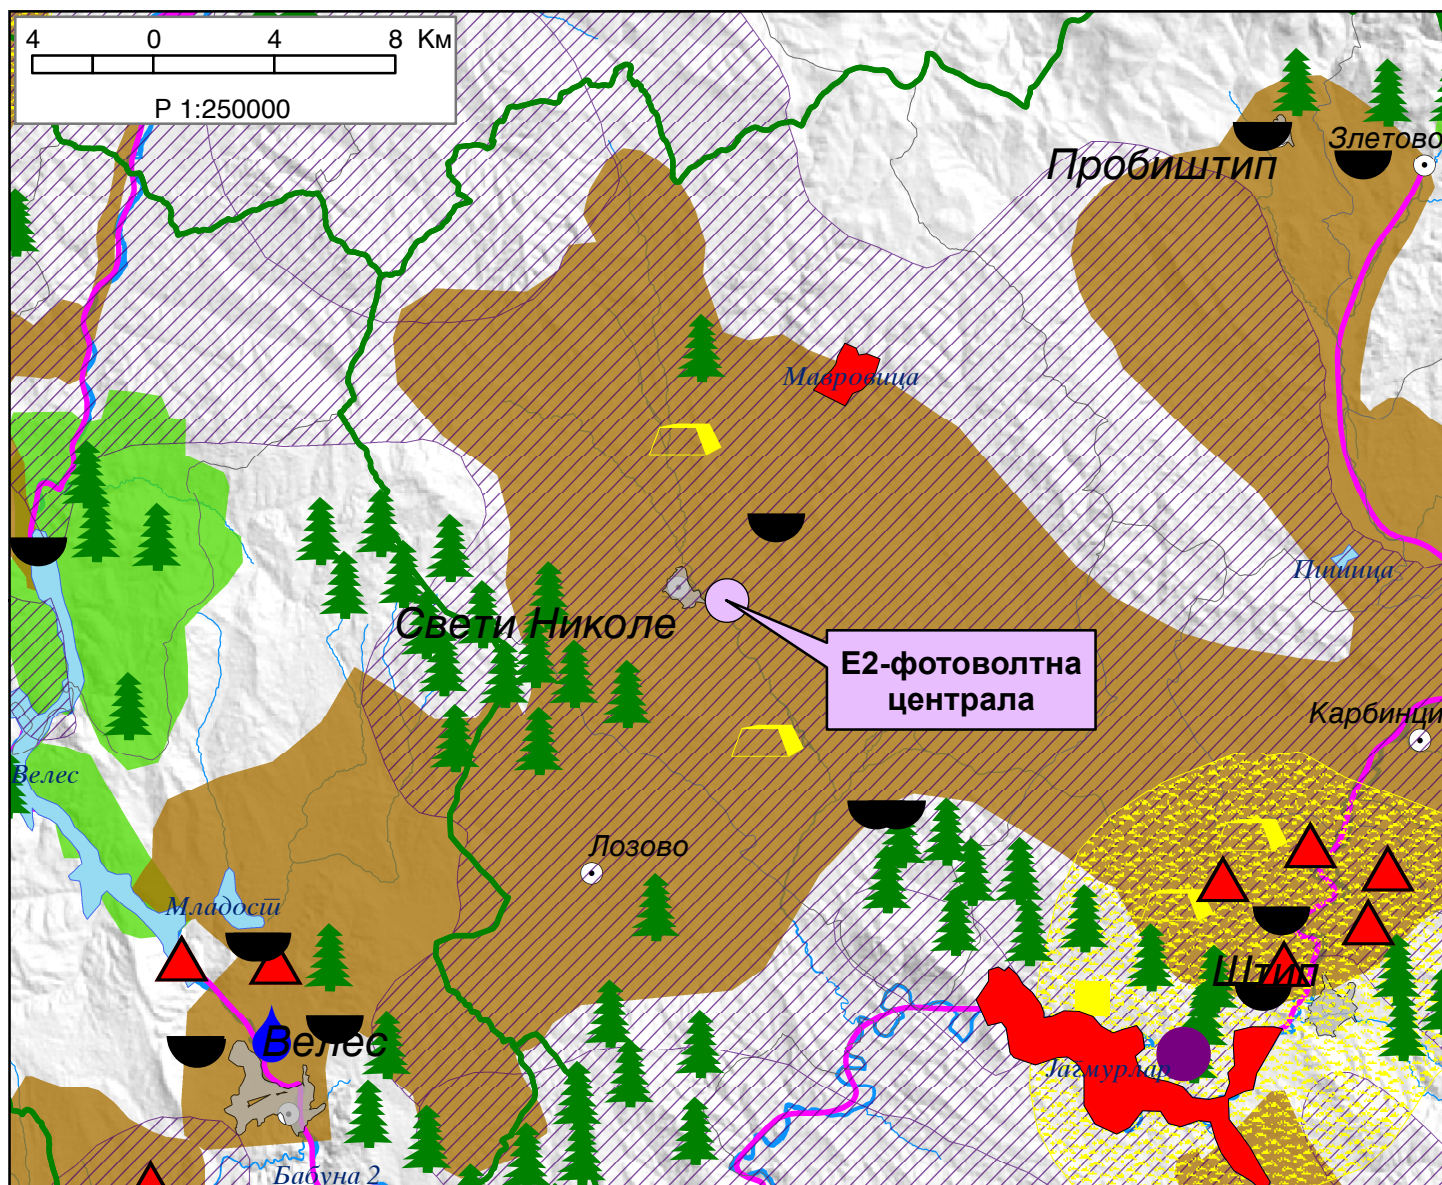 4 0 4 8 Км
Р 1:250000
Злетово
Пробиштип
Мавровица
Пишица
Свети Николе
Е2-фотоволтна
централа
Карбинци
Велес
Лозово
Младост
Штип
Велес
Јагмурлар
Бабуна 2